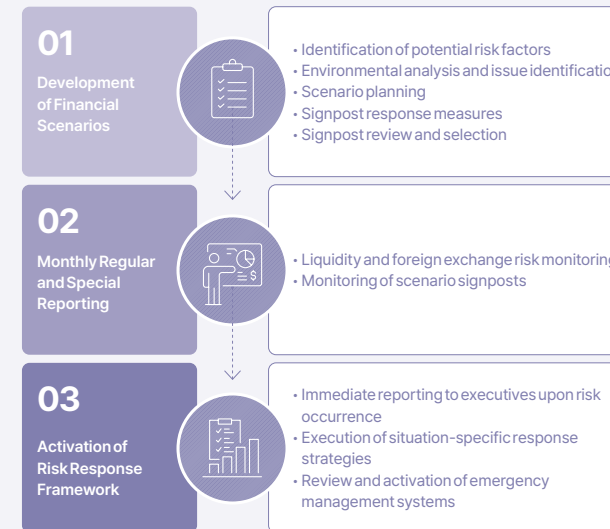 01
Development
of Financial
Scenarios
• Identification of potential risk factors
• Environmental analysis and issue
• Scenario planning
• Signpost response measures
• Signpost review and selection
02
Monthly Regular
and Special
Reporting
• Liquidity and foreign exchange risk monitoring
• Monitoring of scenario signposts
$
03
Activation of
Risk Response
Framework
• Immediate reporting to executives upon risk
occurrence
• Execution of situation-specific response
strategies
• Review and activation of emergency
management systems